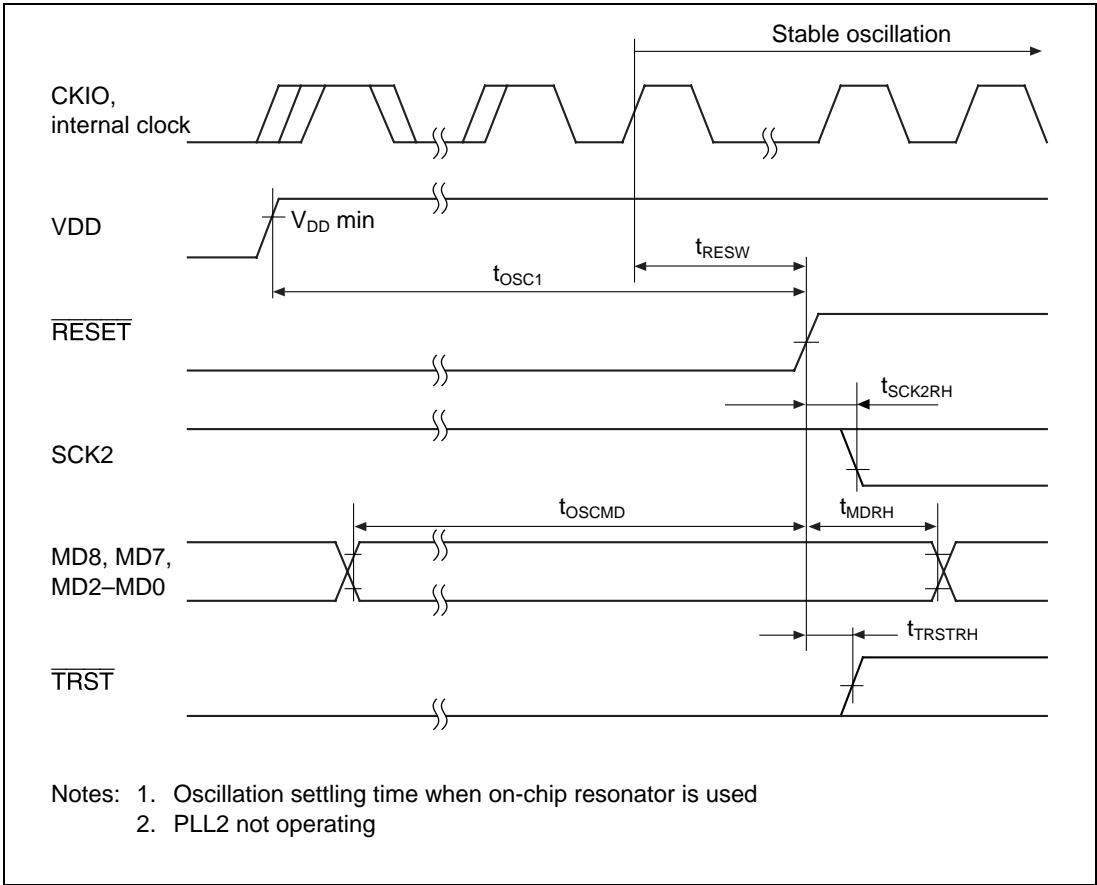 Stable oscillation
CKIO,
internal clock
VDD
VDD min
tRESW
tOSC1
RESET
tSCK2RH
SCK2
tOSCMD
tMDRH
MD8, MD7,
MD2–MD0
tTRSTRH
TRST
Notes: 1. Oscillation settling time when on-chip resonator is used
2. PLL2 not operating